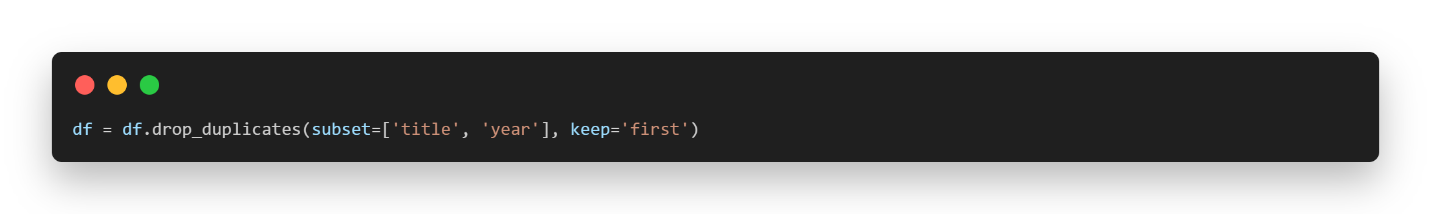 df = df.drop_duplicates(subset=['title', 'year'], keep='first')